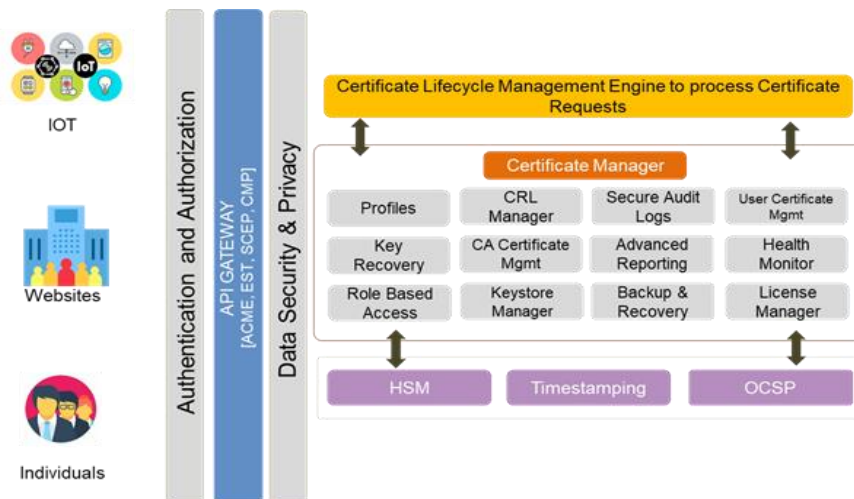 IoT
IOT
Websites
Individuals
Authentication and Authorization
API GATEWAY
[ACME, EST, SCEP, CMP]
Data Security & Privacy
Certificate Lifecycle Management Engine to process Certificate
Requests
Certificate Manager
Profiles
CRL
Manager
Secure Audit
Logs
User Certificate
Mgmt
Key
Recovery
CA Certificate
Mgmt
Advanced
Reporting
Health
Monitor
Role Based
Access
Keystore
Manager
Backup &
Recovery
License
Manager
HSM
Timestamping
OCSP